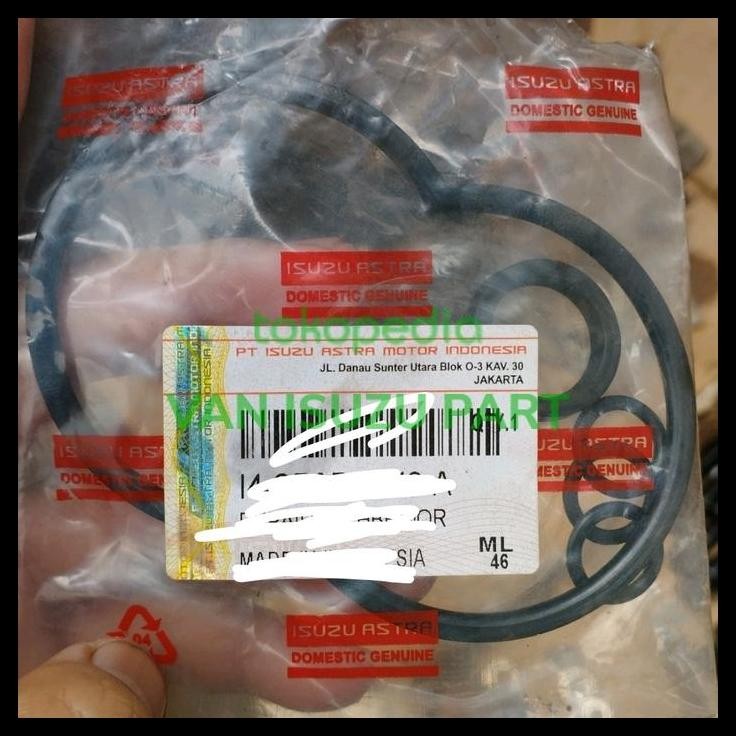 ISUZU ASTRA
DOMESTIC GENUINE
ISUZU ASTRA
DOMESTIC GENUINE
ISUZU ASTRA
DOMESTIC GENUINE
tokopedia
PT ISUZU ASTRA MOTOR INDONESIA
JL. Danau Sunter Utara Blok O-3 KAV. 30
JAKARTA
VAN ISUZU PART
ISUZU ASTRA
DOMESTIC GENUINE
ISUZU ASTRA
DOMESTIC GENUINE
ML
46
ISUZU ASTRA
DOMESTIC GENUINE
04